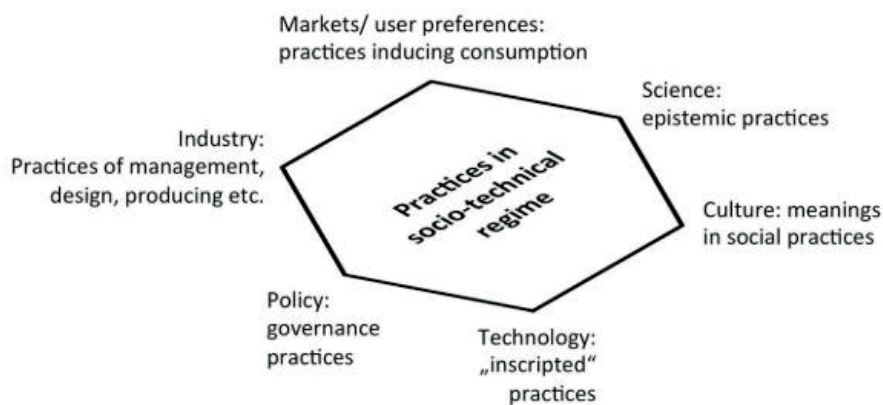 Markets/ user preferences:
practices inducing consumption
Science:
epistemic practices
Industry:
Practices of management,
design, producing etc.
Practices in
socio-technical
regime
Culture: meanings
in social practices
Policy:
governance
practices
Technology:
„inscripted“
practices